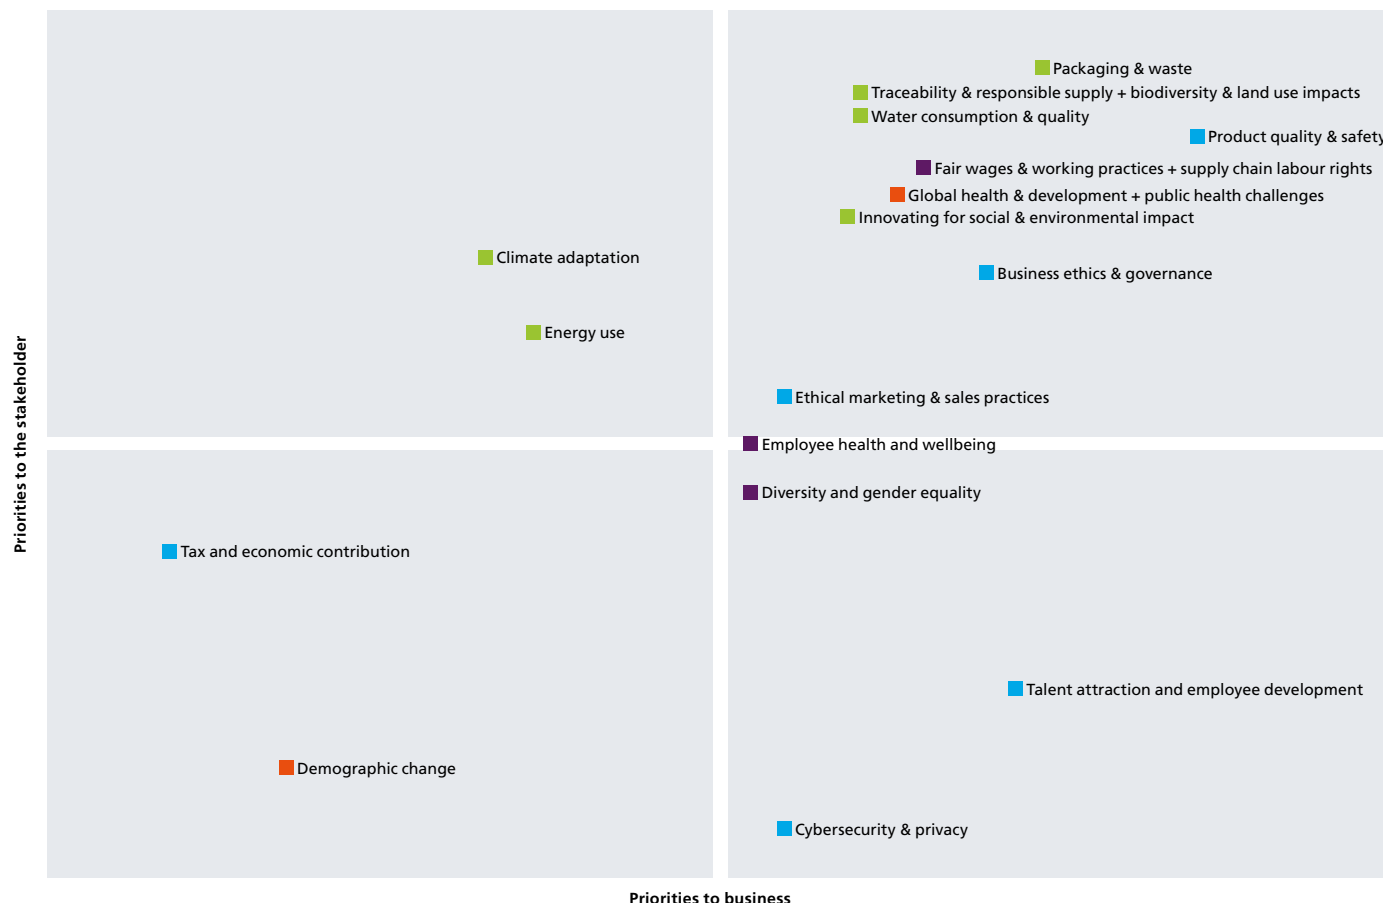 Packaging & waste
Traceability & responsible supply + biodiversity & land use impacts
Water consumption & quality
Product quality & safety
Fair wages & working practices + supply chain labour rights
Global health & development + public health challenges
Innovating for social & environmental impact
Climate adaptation
Business ethics & governance
Energy use
Ethical marketing & sales practices
Employee health and wellbeing
Diversity and gender equality
Tax and economic contribution
Talent attraction and employee development
Demographic change
Cybersecurity & privacy
Priorities to the stakeholder
Priorities to business